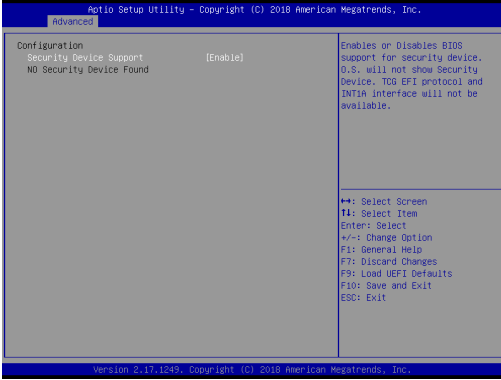 Aptio Setup Utility – Copyright (C) 2018 American Megatrends, Inc.
Advanced
Configuration
Security Device Support [Enable]
NO Security Device Found
Enables or Disables BIOS
support for security device.
O.S. will not show Security
Device. TCG EFI protocol and
INT1A interface will not be
available.
↔: Select Screen
↑↓: Select Item
Enter: Select
+/-: Change Option
F1: General Help
F7: Discard Changes
F9: Load UEFI Defaults
F10: Save and Exit
ESC: Exit
Version 2.17.1249. Copyright (C) 2018 American Megatrends, Inc.